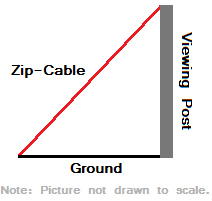 Zip-Cable
Viewing Post
Ground
Note: Picture not drawn to scale.